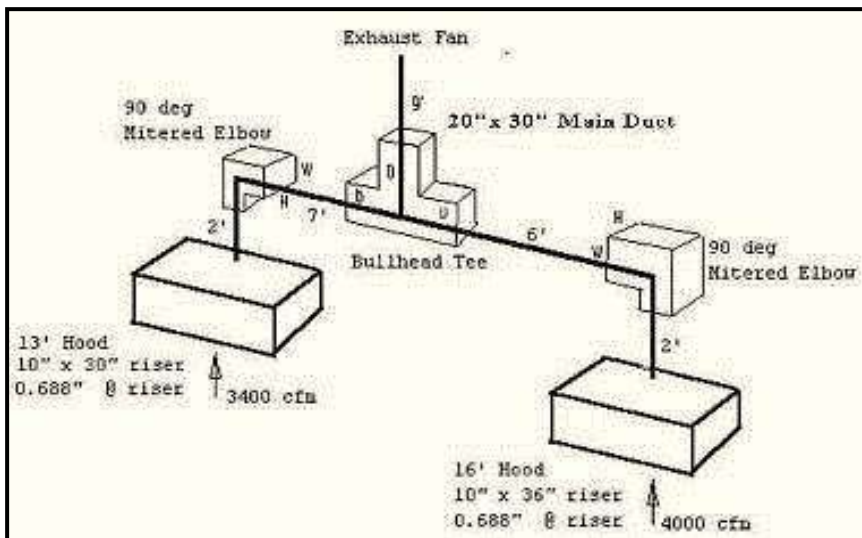 Exhaust Fan
9'
90 deg
Mitered Elbow
20"x 30" Main Duct
D
W
H
b
U
2'
7'
6'
H
W
90 deg
Mitered Elbow
Bullhead Tee
2'
13' Hood
10" x 30" riser
0.688" @ riser
3400 cfm
16' Hood
10" x 36" riser
0.688" @ riser
4000 cfm